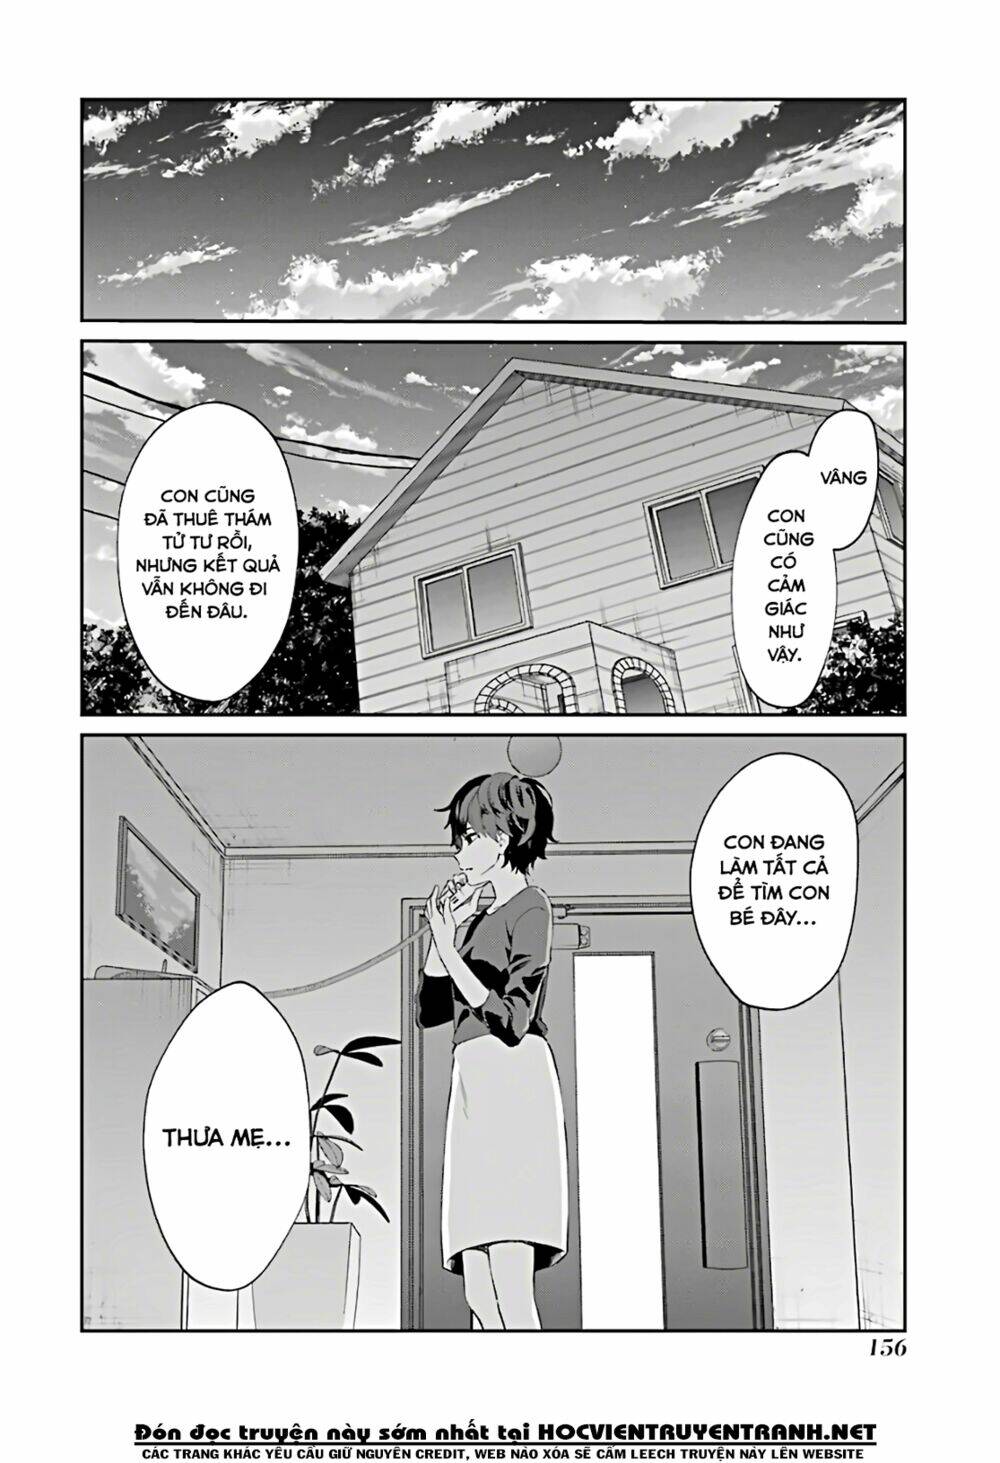 VÂNG
CON
CŨNG
CÓ
CẢM
GIÁC
NHƯ
VẬY.
CON CŨNG
ĐÃ THUÊ THÁM
TỬ TƯ RỒI,
NHƯNG KẾT QUẢ
VẪN KHÔNG ĐI
ĐẾN ĐÂU.
CON ĐANG
LÀM TẤT CẢ
ĐỂ TÌM CON
BÉ ĐÂY...
THƯA MẸ...
156
Đón đọc truyện này sớm nhất tại HOCVIENTRUYENTRANH.NET
CÁC TRANG KHÁC YÊU CẦU GIỮ NGUYÊN CREDIT, WEB NÀO XÓA SẼ CẤM LEECH TRUYỆN NÀY LÊN WEBSITE